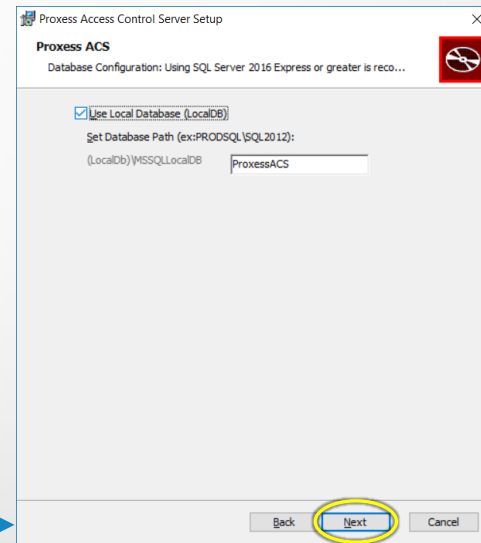 Proxess Access Control Server Setup
Proxess ACS
Database Configuration: Using SQL Server 2016 Express or greater is reco...
Use Local Database (LocalDB)
Set Database Path (ex:PRODSQL\SQL2012):
(LocalDb)\MSSQLLocalDB ProxessACS
Back Next Cancel